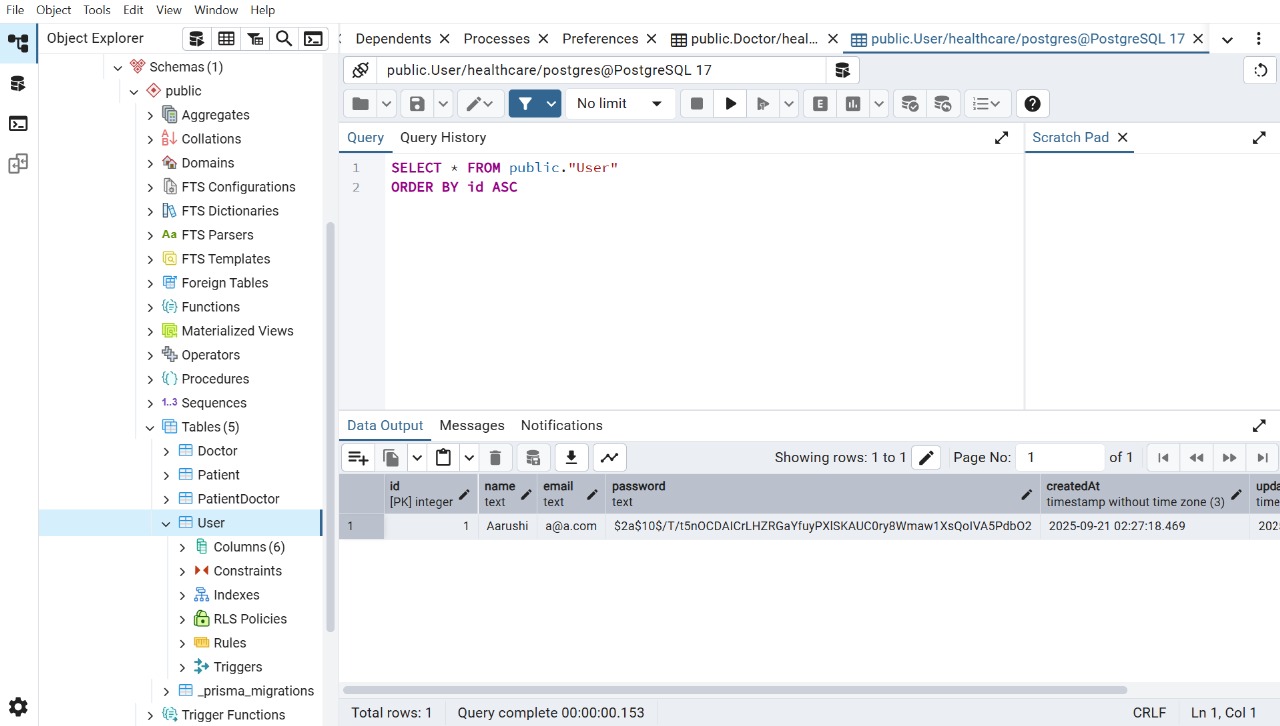 File Object Tools Edit View Window Help
Object Explorer
Dependents Processes Preferences public.Doctor/heal... public.User/healthcare/postgres@PostgreSQL 17
public.User/healthcare/postgres@PostgreSQL 17
No limit
E
Query Query History
Scratch Pad
1 SELECT * FROM public."User"
2 ORDER BY id ASC
Schemas (1)
public
Aggregates
Collations
Domains
FTS Configurations
FTS Dictionaries
Aa FTS Parsers
FTS Templates
Foreign Tables
Functions
Materialized Views
Operators
Procedures
1..3 Sequences
Tables (5)
Doctor
Patient
PatientDoctor
User
Columns (6)
Constraints
Indexes
RLS Policies
Rules
Triggers
_prisma_migrations
Trigger Functions
Data Output Messages Notifications
Showing rows: 1 to 1 Page No: 1 of 1
id name email password createdAt upda
[PK] integer text text text timestamp without time zone (3) time
1 1 Aarushi a@a.com $2a$10$/T/t5nOCDAICrLHZRGaYfuyPXISKAUC0ry8Wmaw1XsQoIVA5PdbO2 2025-09-21 02:27:18.469 202
Total rows: 1 Query complete 00:00:00.153 CRLF Ln 1, Col 1